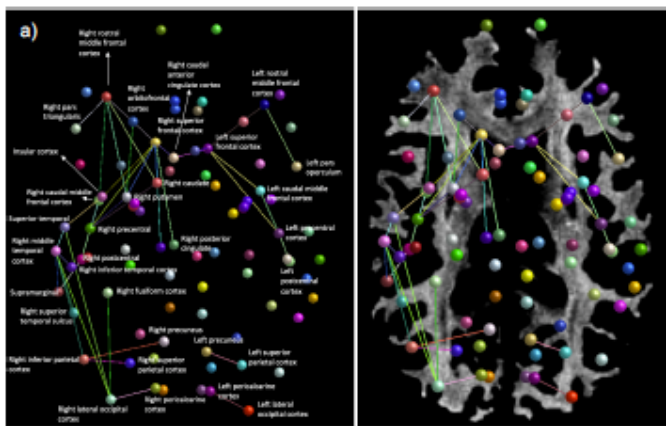 a)
Right rostral
middle frontal
cortex
Right
orbitofrontal
cortex
Right caudal
anterior
cingulate cortex
Left rostral
middle frontal
cortex
Right pars
triangularis
Right superior
frontal cortex
Left superior
frontal cortex
Insular cortex
Left pars
operculum
Right caudal middle
frontal cortex
Right caudate
Left caudal middle
frontal cortex
Right putamen
Superior temporal
Right precentral
Left precentral
cortex
Right middle
temporal
cortex
Right posterior
cingulate
Right postcentral
Right inferior temporal cortex
Left
postcentral cortex
Supramarginal
Right fusiform cortex
Right superior
temporal sulcus
Right precuneus
Left precuneus
Right inferior parietal
cortex
Right superior
parietal cortex
Left superior
parietal cortex
Right lateral occipital
cortex
Right pericalcarine
cortex
Left pericalcarine
cortex
Left lateral
occipital cortex